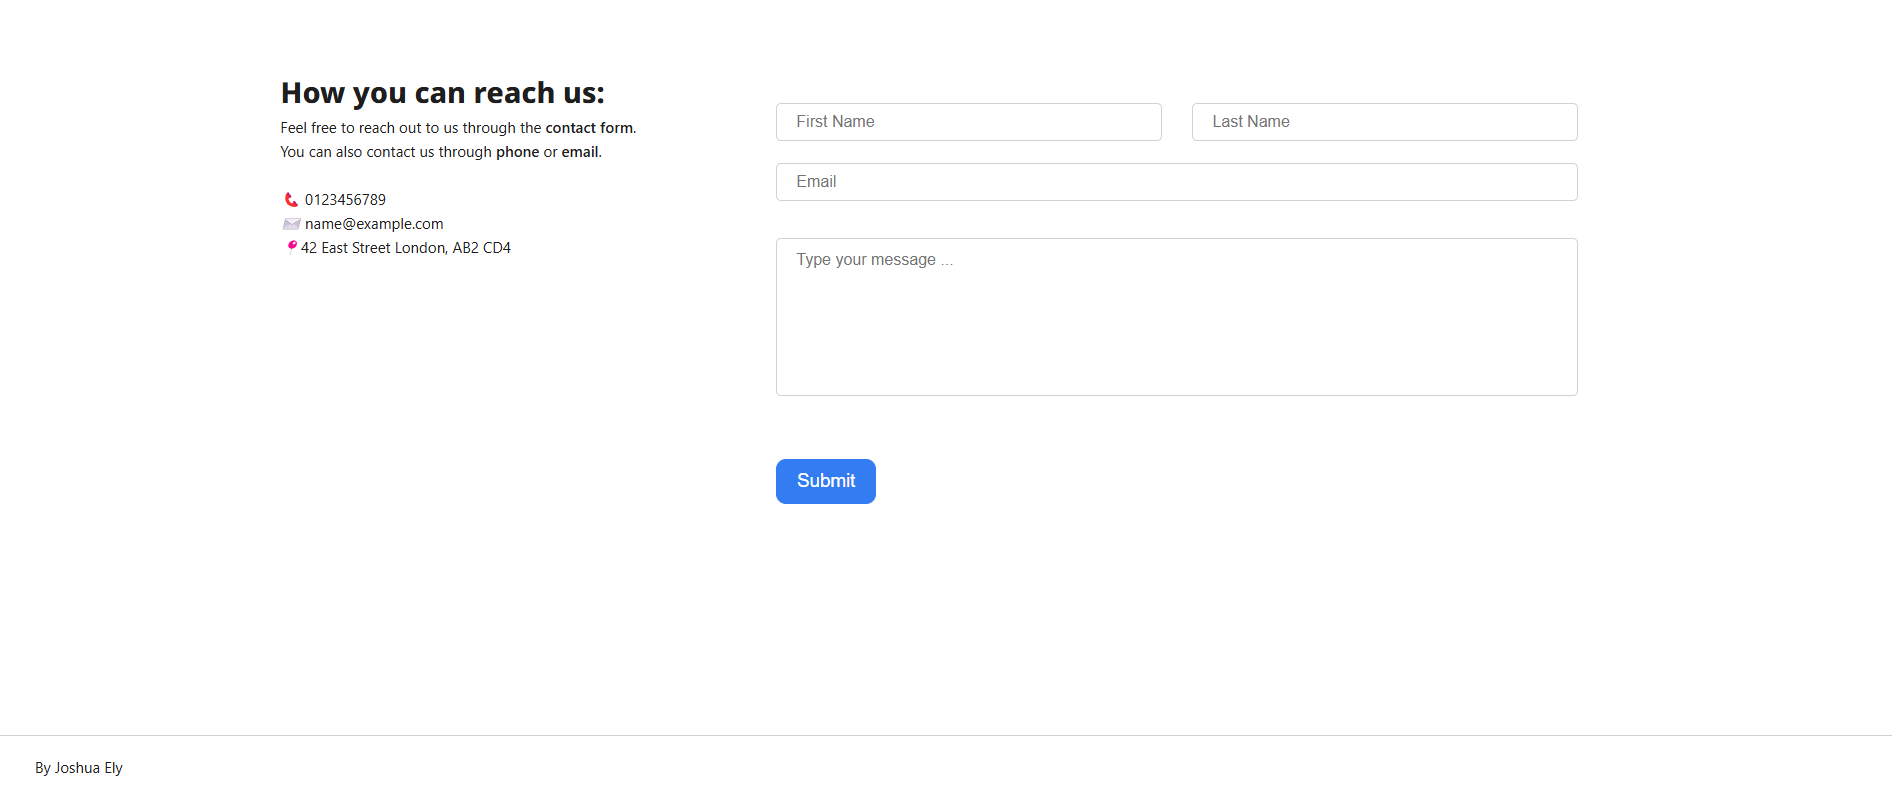 How you can reach us:
Feel free to reach out to us through the contact form.
You can also contact us through phone or email.
0123456789
name@example.com
42 East Street London, AB2 CD4
First Name
Last Name
Email
Type your message ...
Submit
By Joshua Ely